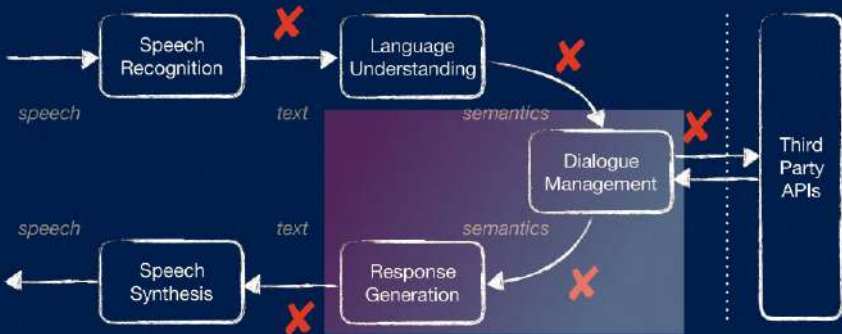 Speech
Recognition
Language
Understanding
speech
text
semantics
Dialogue
Management
Third
Party
APIs
speech
text
semantics
Speech
Synthesis
Response
Generation